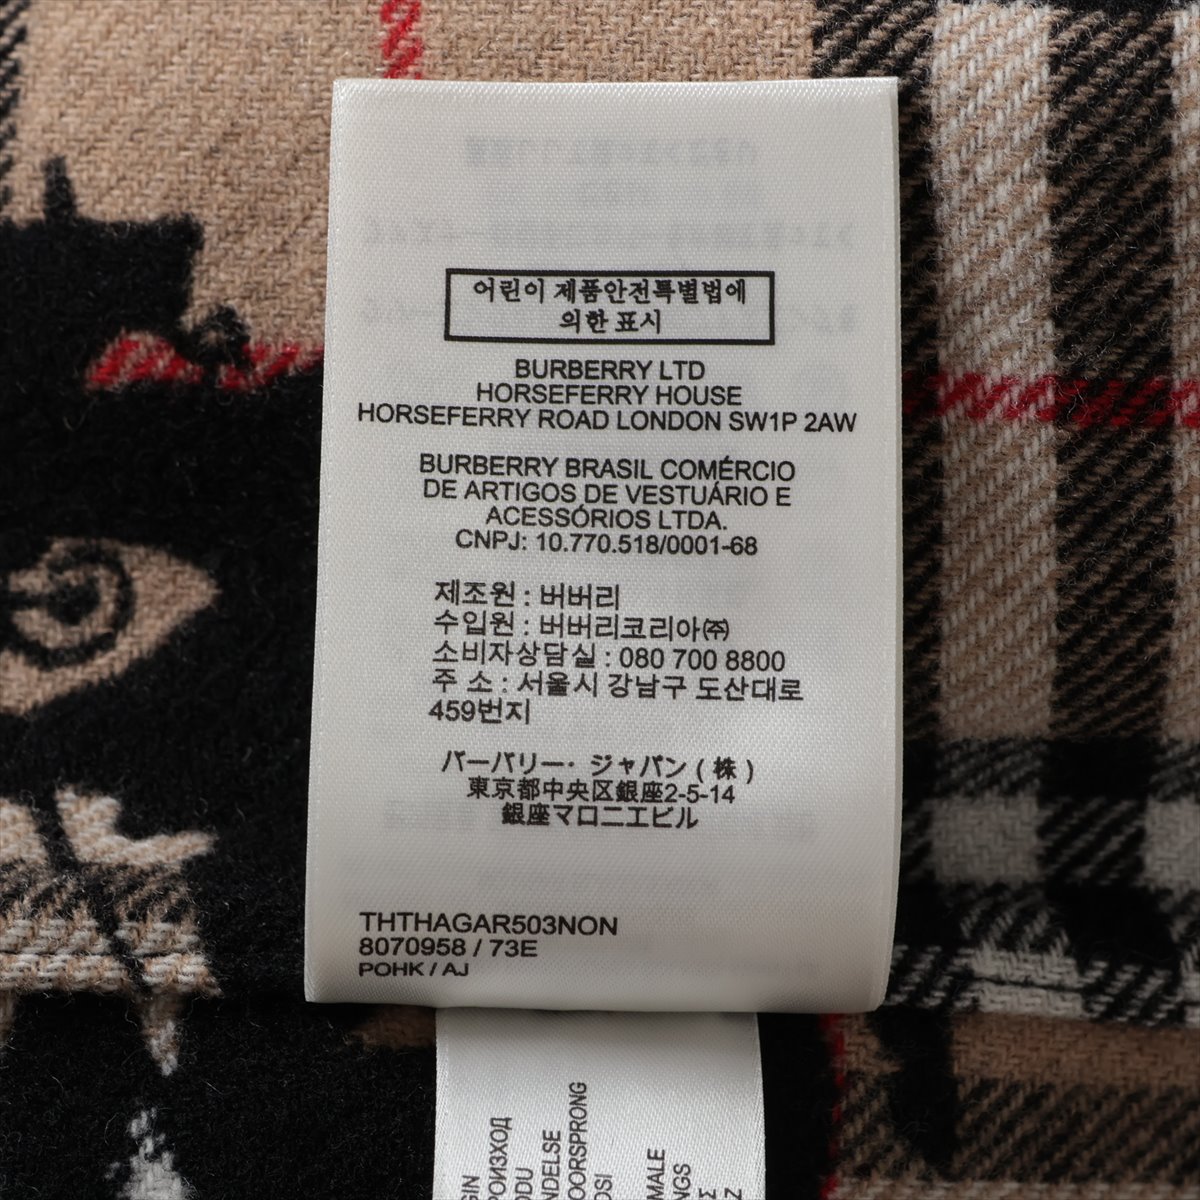 어린이 제품안전특별법에
의한 표시
BURBERRY LTD
HORSEFERRY HOUSE
HORSEFERRY ROAD LONDON SW1P 2AW
BURBERRY BRASIL COMÉRCIO
DE ARTIGOS DE VESTUÁRIO E
ACESSÓRIOS LTDA.
CNPJ: 10.770.518/0001-68
제조원 : 버버리
수입원 : 버버리코리아㈜
소비자상담실 : 080 700 8800
주 소 : 서울시 강남구 도산대로
459번지
バーバリー・ジャパン ( 株 )
東京都中央区銀座2-5-14
銀座マロニエビル
THTHAGAR503NON
8070958 / 73E
POHK / AJ